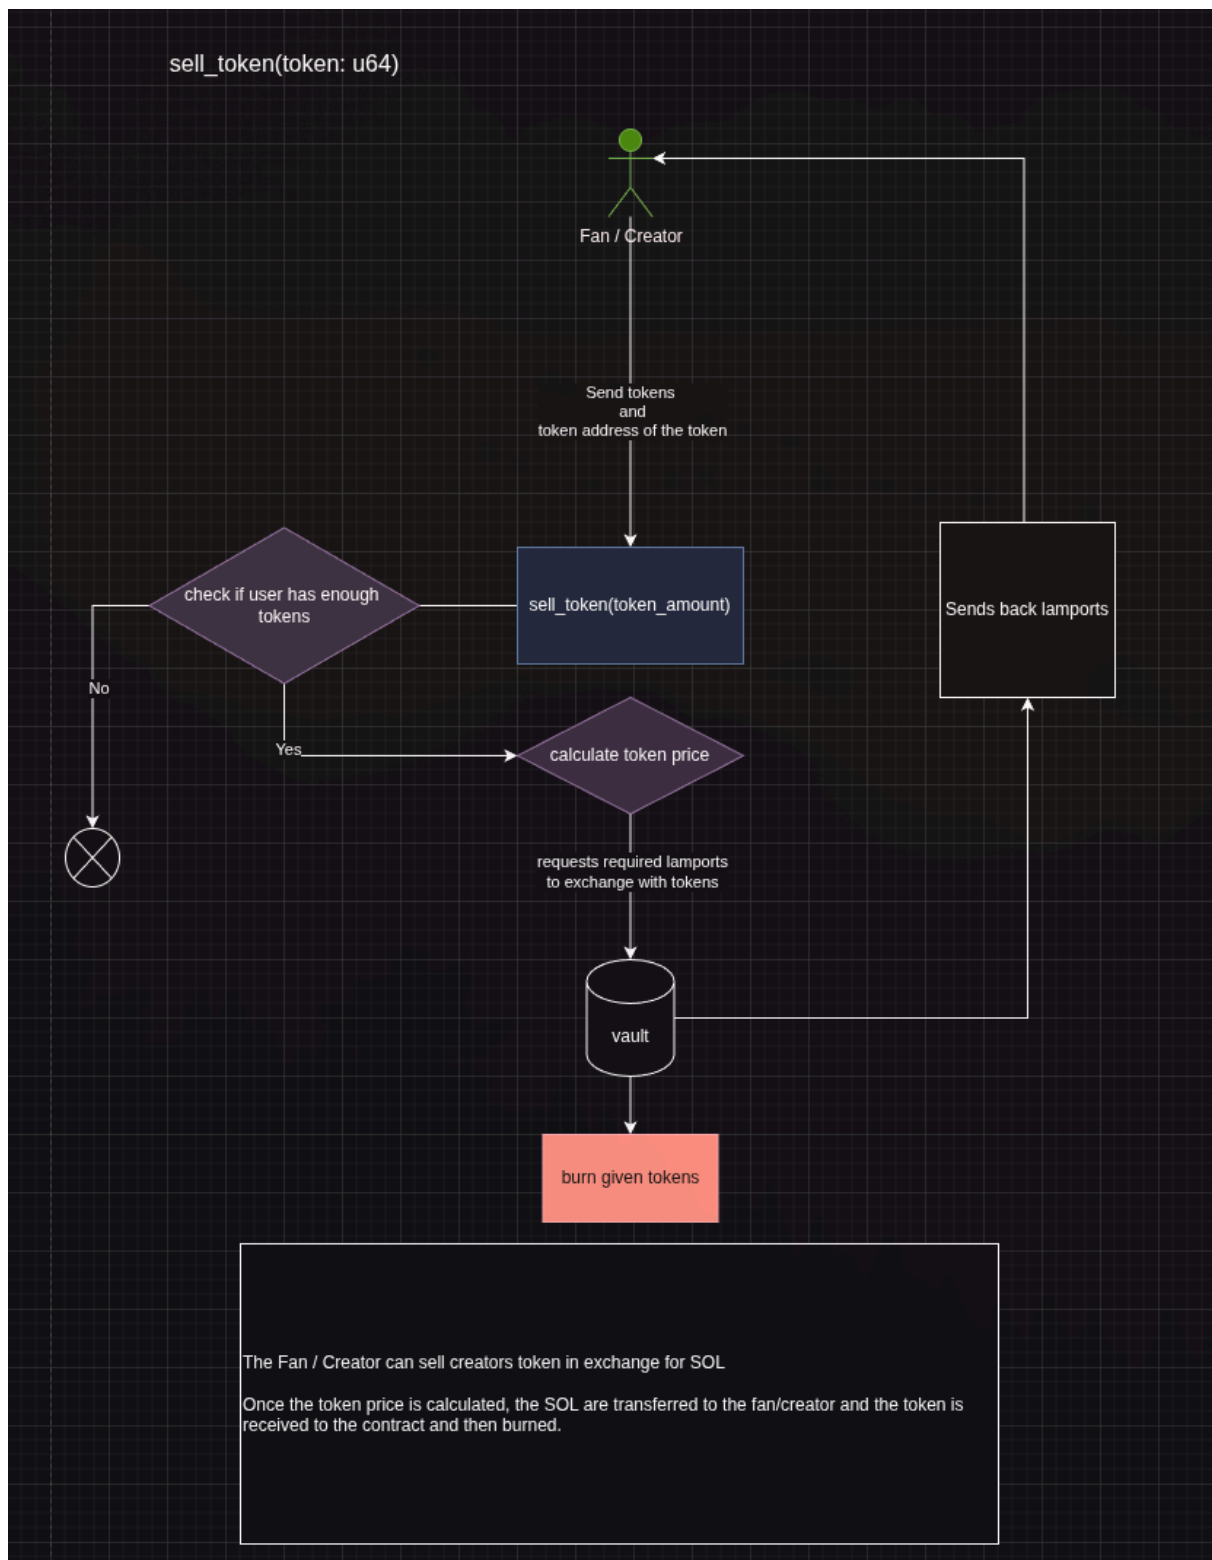 sell_token(token: u64)
Fan / Creator
Send tokens
and
token address of the token
check if user has enough
tokens
sell_token(token_amount)
Sends back lamports
No
Yes
calculate token price
requests required lamports
to exchange with tokens
vault
burn given tokens
The Fan / Creator can sell creators token in exchange for SOL
Once the token price is calculated, the SOL are transferred to the fan/creator and the token is
received to the contract and then burned.